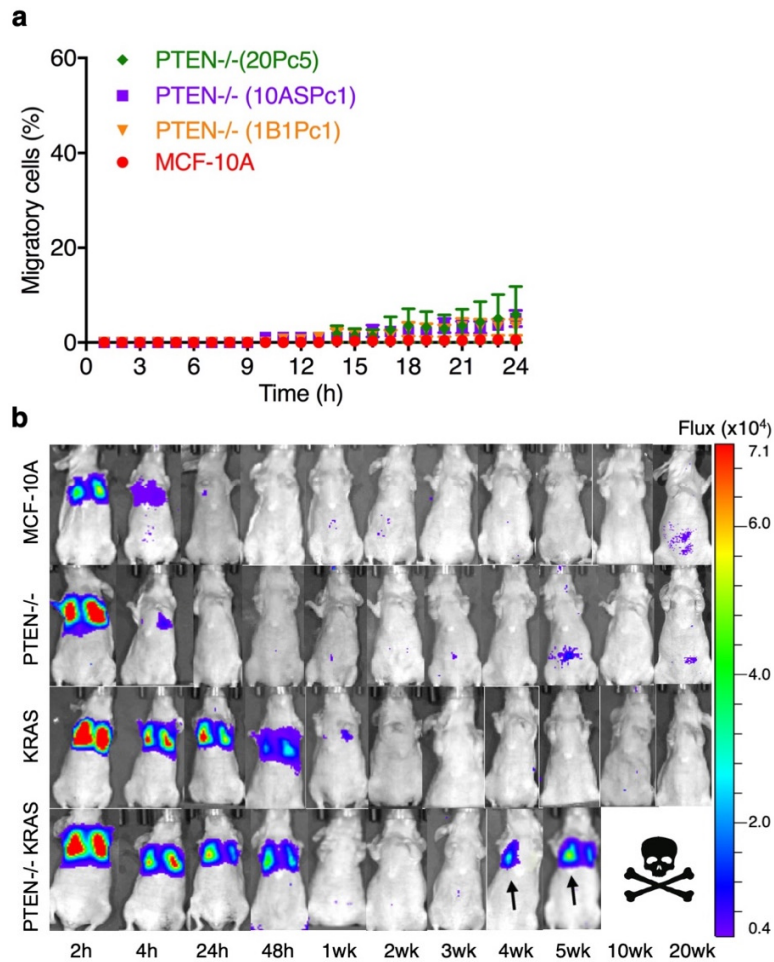 a
60
40
20
0
Migratory cells (%)
PTEN-/-(20Pc5)
PTEN-/- (10ASPc1)
PTEN-/- (1B1Pc1)
MCF-10A
0 3 6 9 12 15 18 21 24
Time (h)
b
Flux (x10⁴)
7.1
6.0
4.0
2.0
0.4
MCF-10A
PTEN-/-
KRAS
PTEN-/- KRAS
2h 4h 24h 48h 1wk 2wk 3wk 4wk 5wk 10wk 20wk